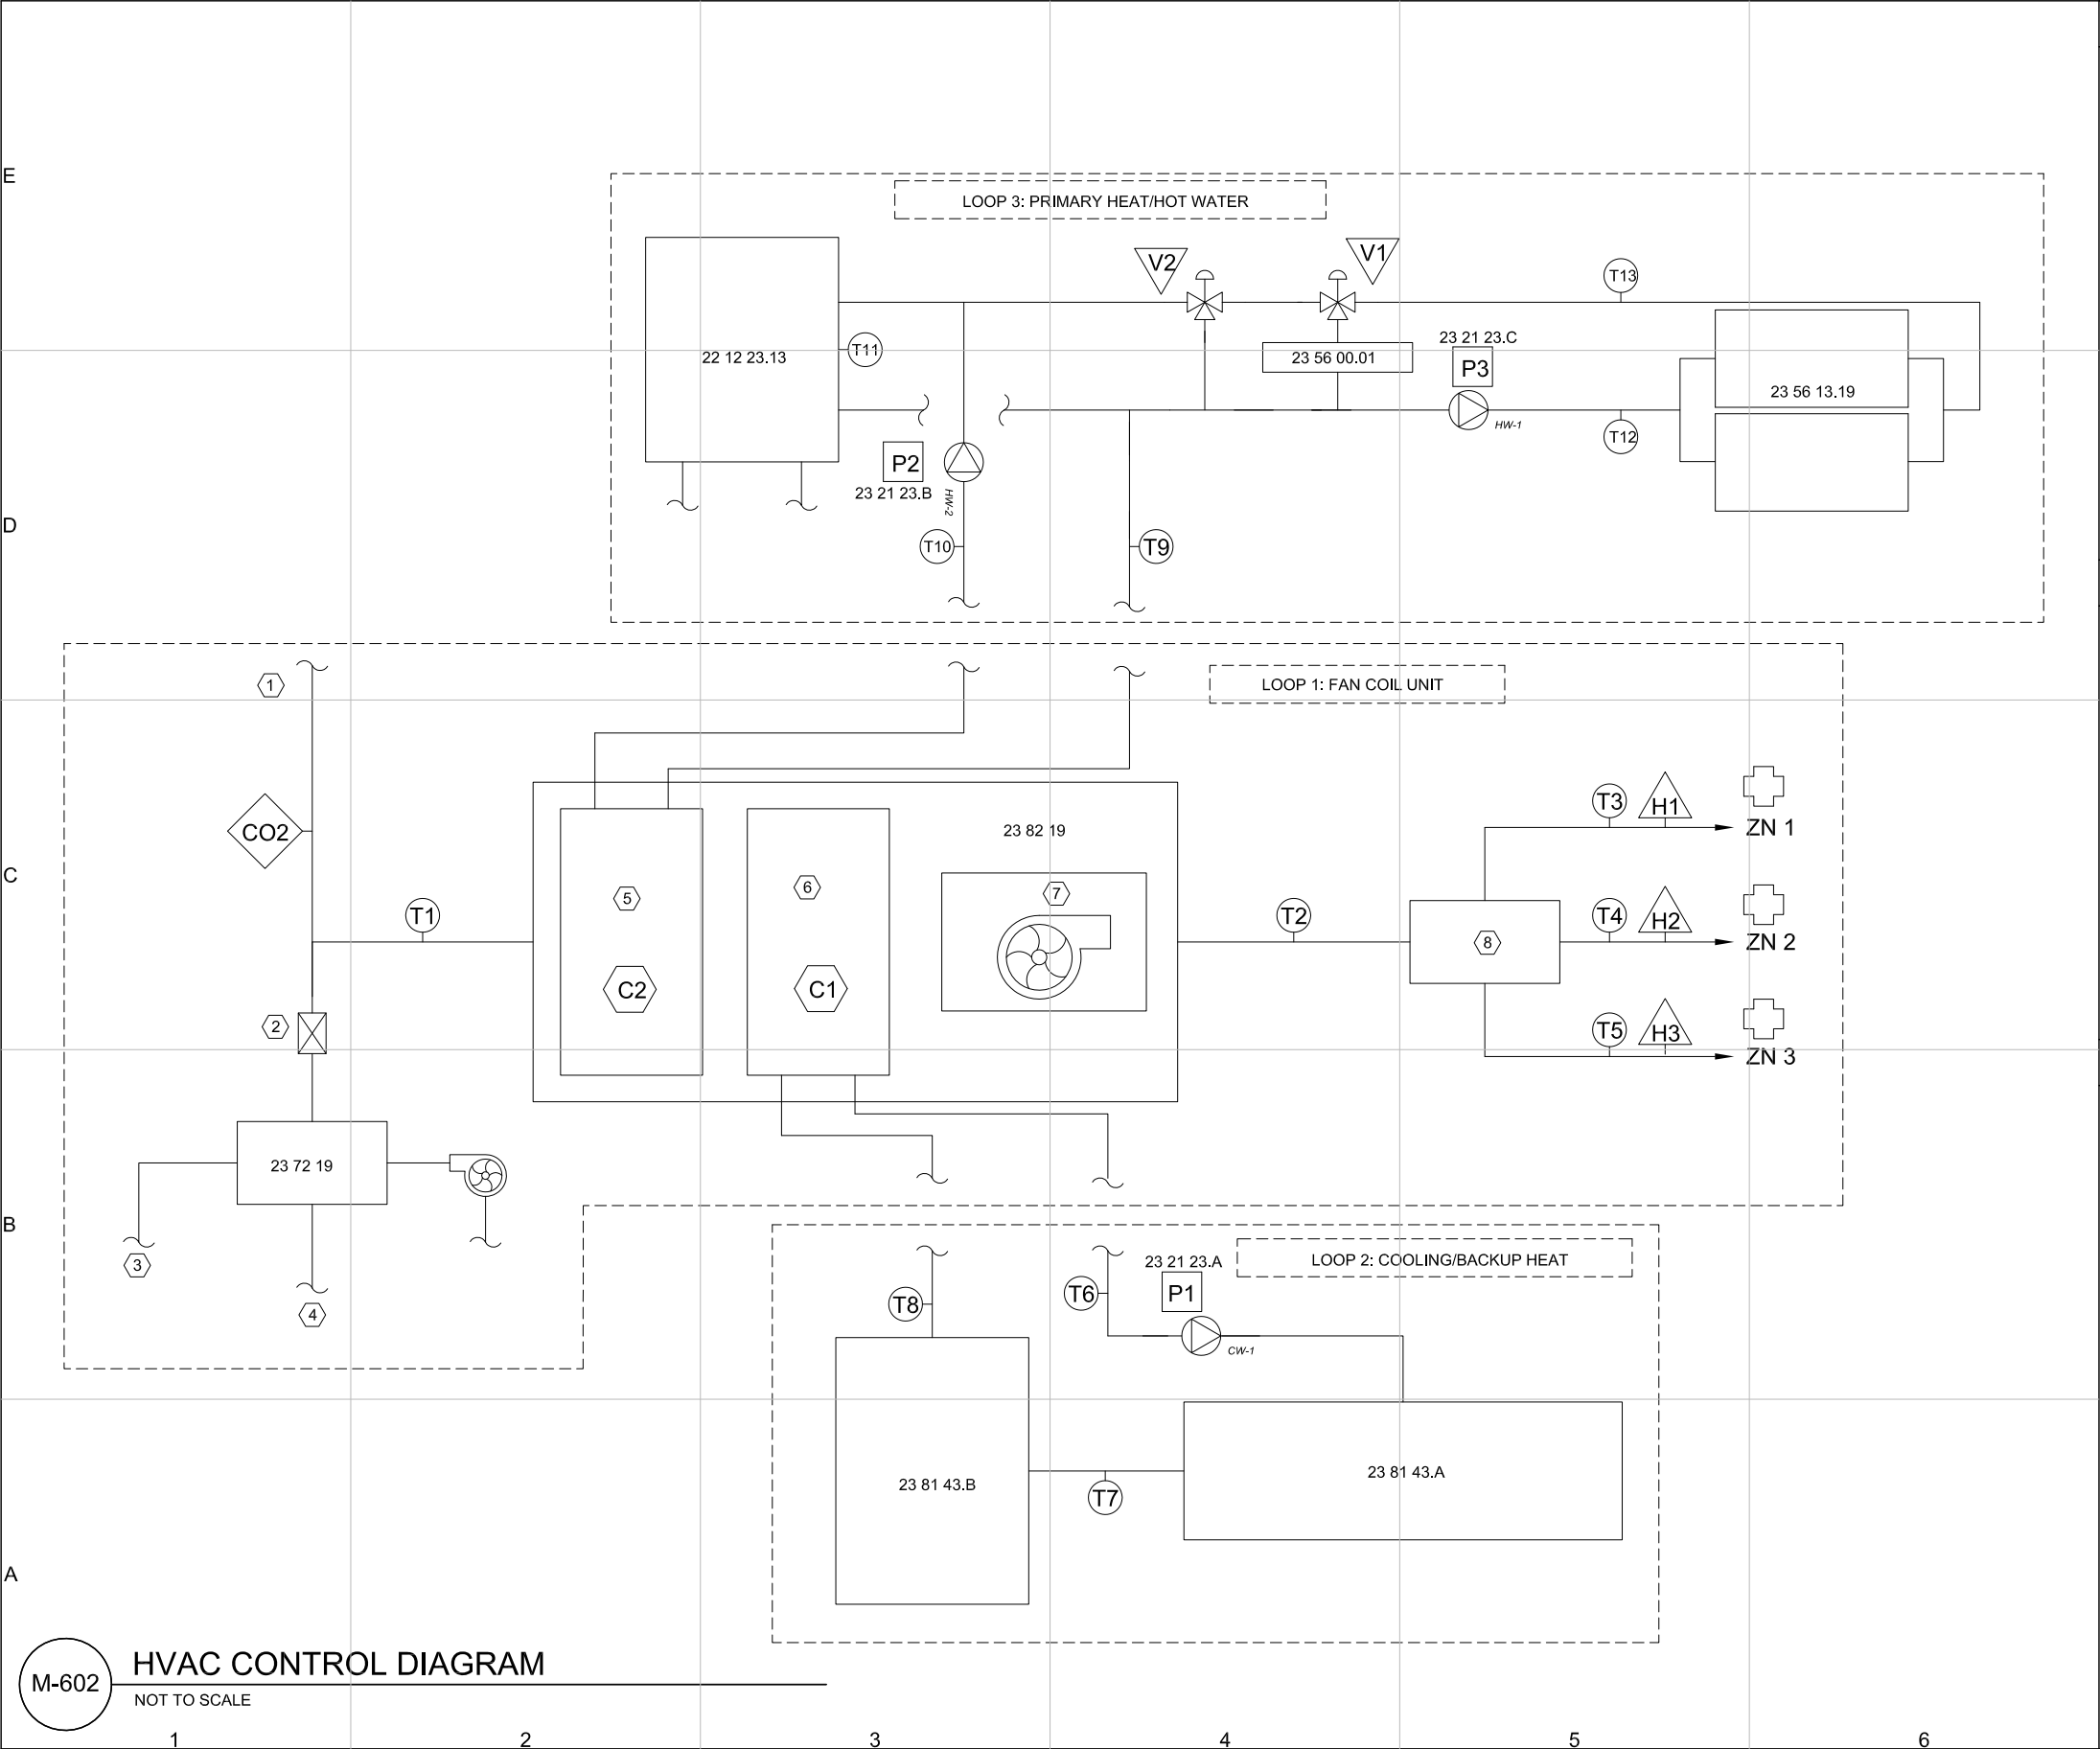 E
LOOP 3: PRIMARY HEAT/HOT WATER
V2
V1
T13
22 12 23.13
T11
23 56 00.01
23 21 23.C
P3
HW-1
23 56 13.19
T12
P2
23 21 23.B
HW-2
D
T10
T9
1
LOOP 1: FAN COIL UNIT
CO2
23 82 19
T3
H1
ZN 1
C
5
6
7
T1
T2
8
T4
H2
ZN 2
C2
C1
2
T5
H3
ZN 3
23 72 19
B
3
4
LOOP 2: COOLING/BACKUP HEAT
23 21 23.A
T8
T6
P1
CW-1
23 81 43.B
T7
23 81 43.A
A
M-602
HVAC CONTROL DIAGRAM
NOT TO SCALE
1
2
3
4
5
6